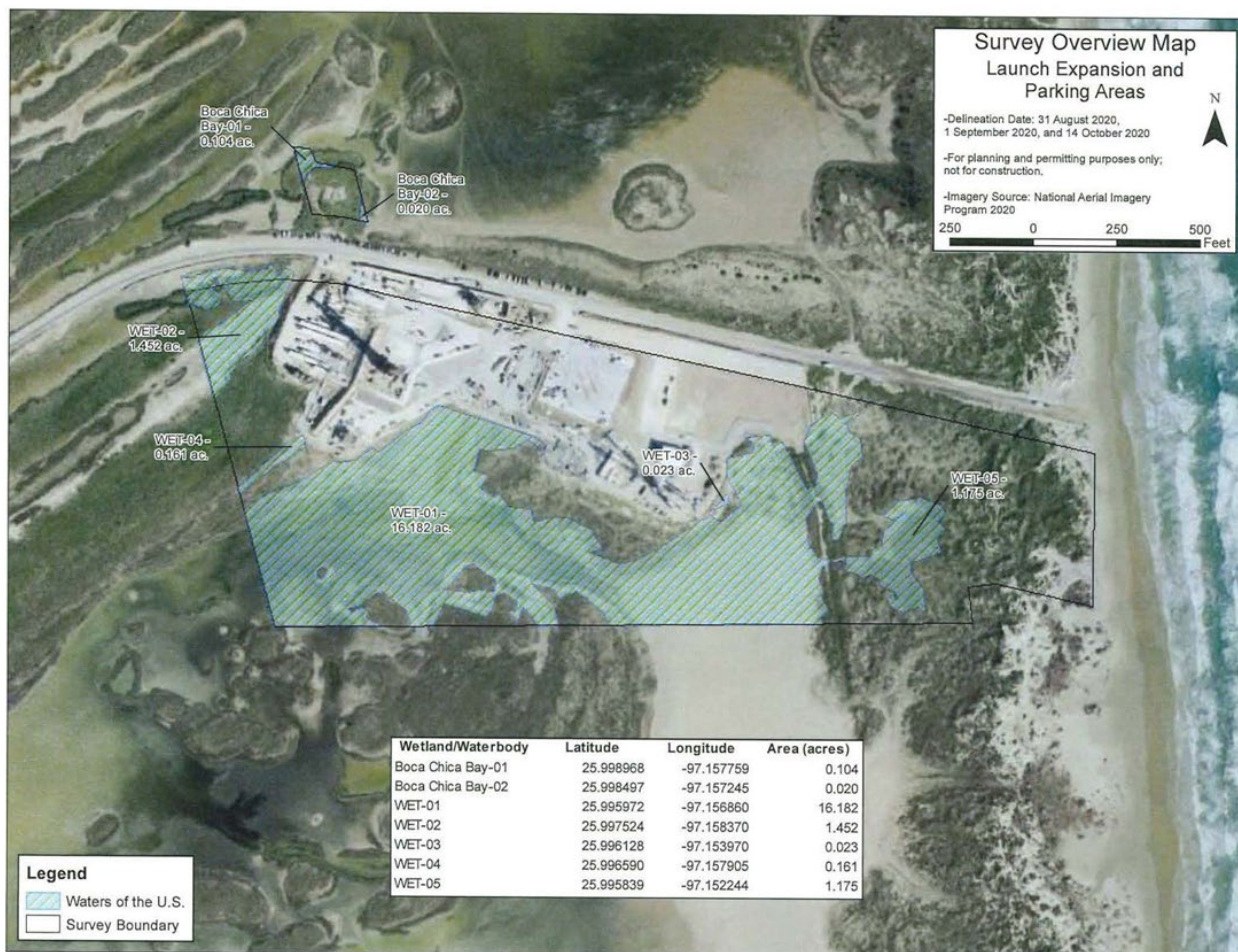 Survey Overview Map
Launch Expansion and
Parking Areas
N
-Delineation Date: 31 August 2020,
1 September 2020, and 14 October 2020
-For planning and permitting purposes only;
not for construction.
-Imagery Source: National Aerial Imagery
Program 2020
250 0 250 500
Feet
Boca Chica
Bay-01 -
0.104 ac.
Boca Chica
Bay-02 -
0.020 ac.
WET-02 -
1.452 ac.
WET-04 -
0.161 ac.
WET-03 -
0.023 ac.
WET-05 -
1.175 ac.
WET-01 -
16.182 ac.
Wetland/Waterbody Latitude Longitude Area (acres)
Boca Chica Bay-01 25.998968 -97.157759 0.104
Boca Chica Bay-02 25.998497 -97.157245 0.020
WET-01 25.995972 -97.156860 16.182
WET-02 25.997524 -97.158370 1.452
WET-03 25.996128 -97.153970 0.023
WET-04 25.996590 -97.157905 0.161
WET-05 25.995839 -97.152244 1.175
Legend
Waters of the U.S.
Survey Boundary